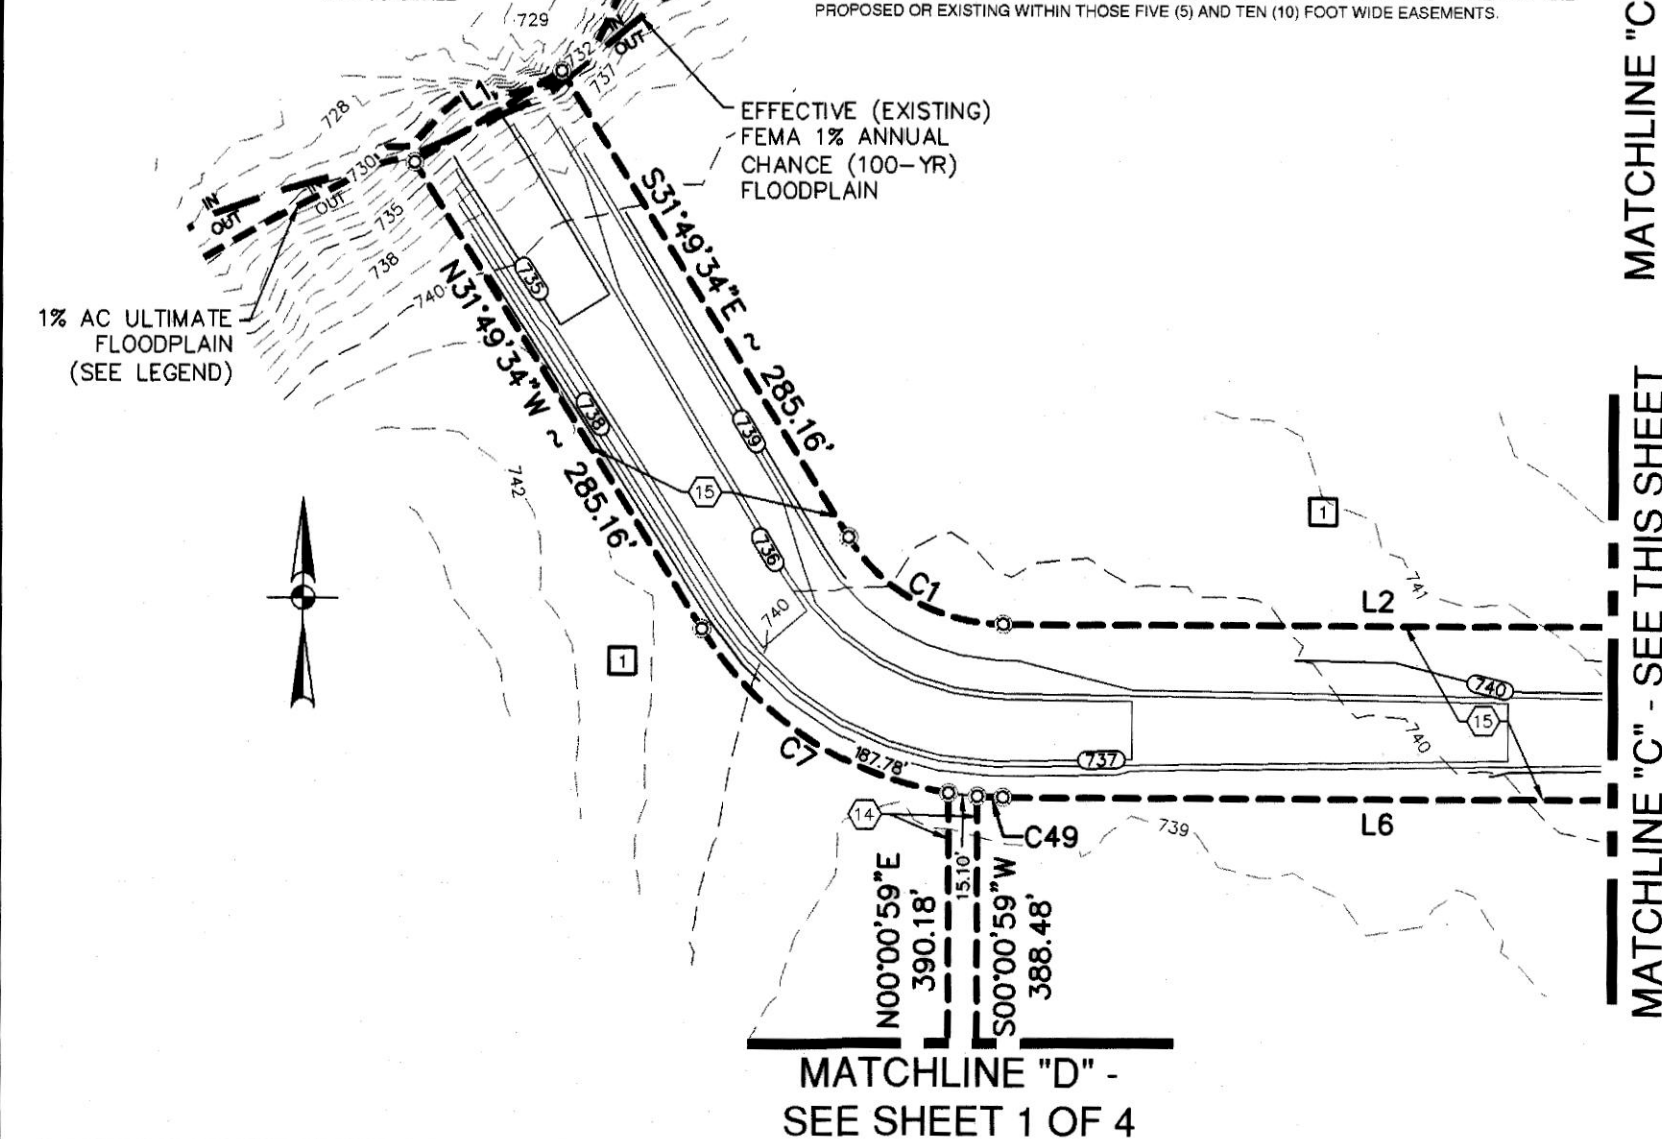 PROPOSED OR EXISTING WITHIN THOSE FIVE (5) AND TEN (10) FOOT WIDE EASEMENTS.
MATCHLINE "C
729
IN
OUT
732
737
L1
728
730
EFFECTIVE (EXISTING)
FEMA 1% ANNUAL
CHANCE (100-YR)
FLOODPLAIN
IN
OUT
IN
OUT
735
738
740
S31°49'34"E ~ 285.16'
N31°49'34"W ~ 285.16'
735
1% AC ULTIMATE
FLOODPLAIN
(SEE LEGEND)
738
739
742
15
736
1
740
C1
741
L2
1
740
15
740
C7
187.78'
737
14
C49
739
L6
15.10'
N00°00'59"E
390.18'
S00°00'59"W
388.48'
MATCHLINE "C" - SEE THIS SHEET
MATCHLINE "D" -
SEE SHEET 1 OF 4